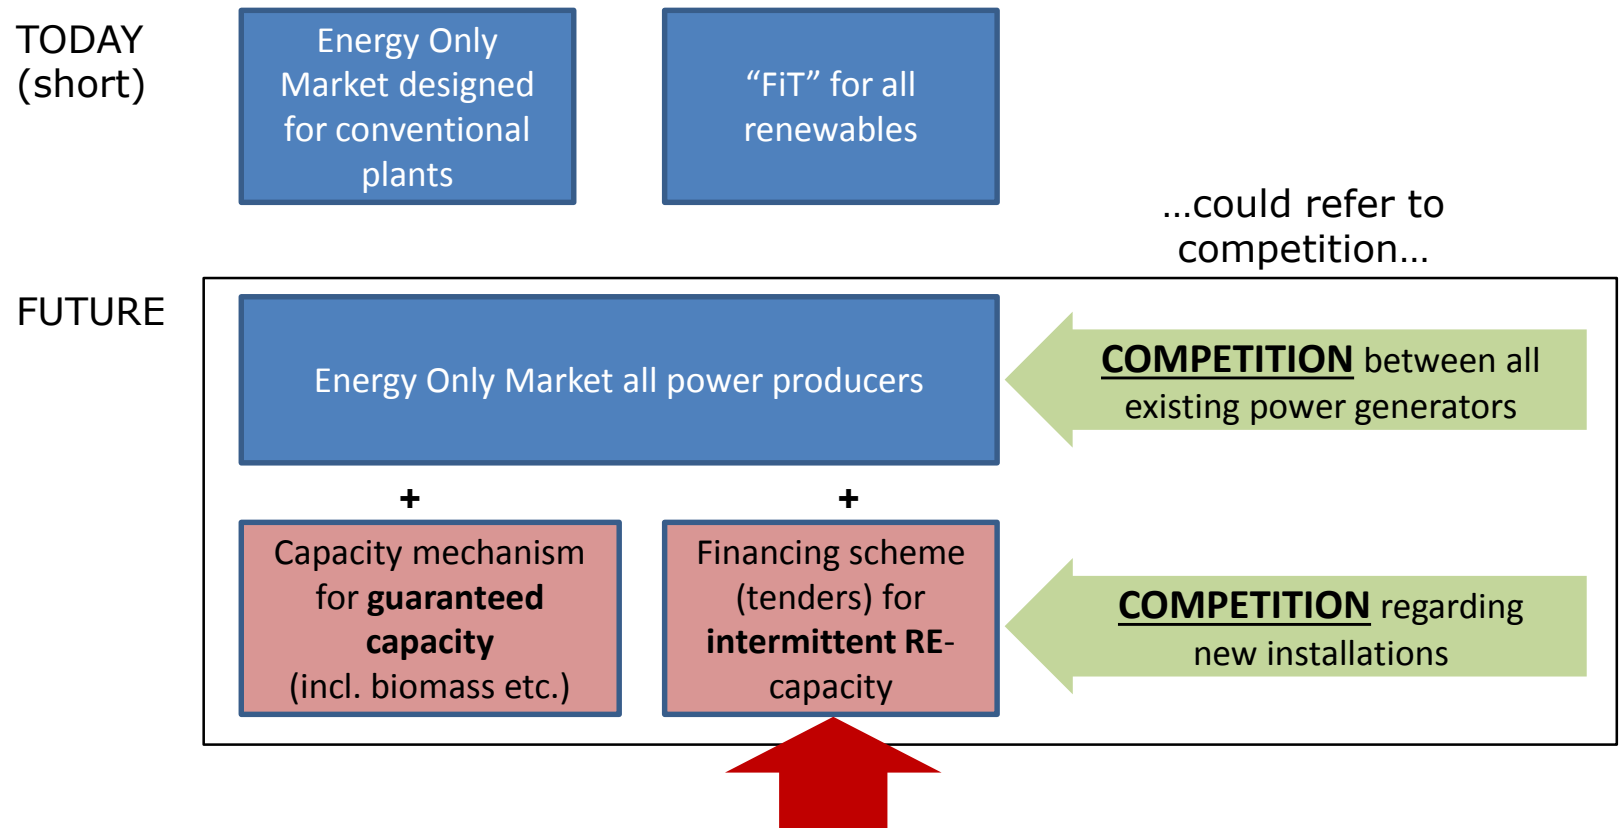 TODAY
(short)
Energy Only
Market designed
for conventional
plants
“FiT” for all
renewables
…could refer to
competition…
FUTURE
Energy Only Market all power producers
COMPETITION between all
existing power generators
+
+
Capacity mechanism
for guaranteed
capacity
(incl. biomass etc.)
Financing scheme
(tenders) for
intermittent RE-
capacity
COMPETITION regarding
new installations